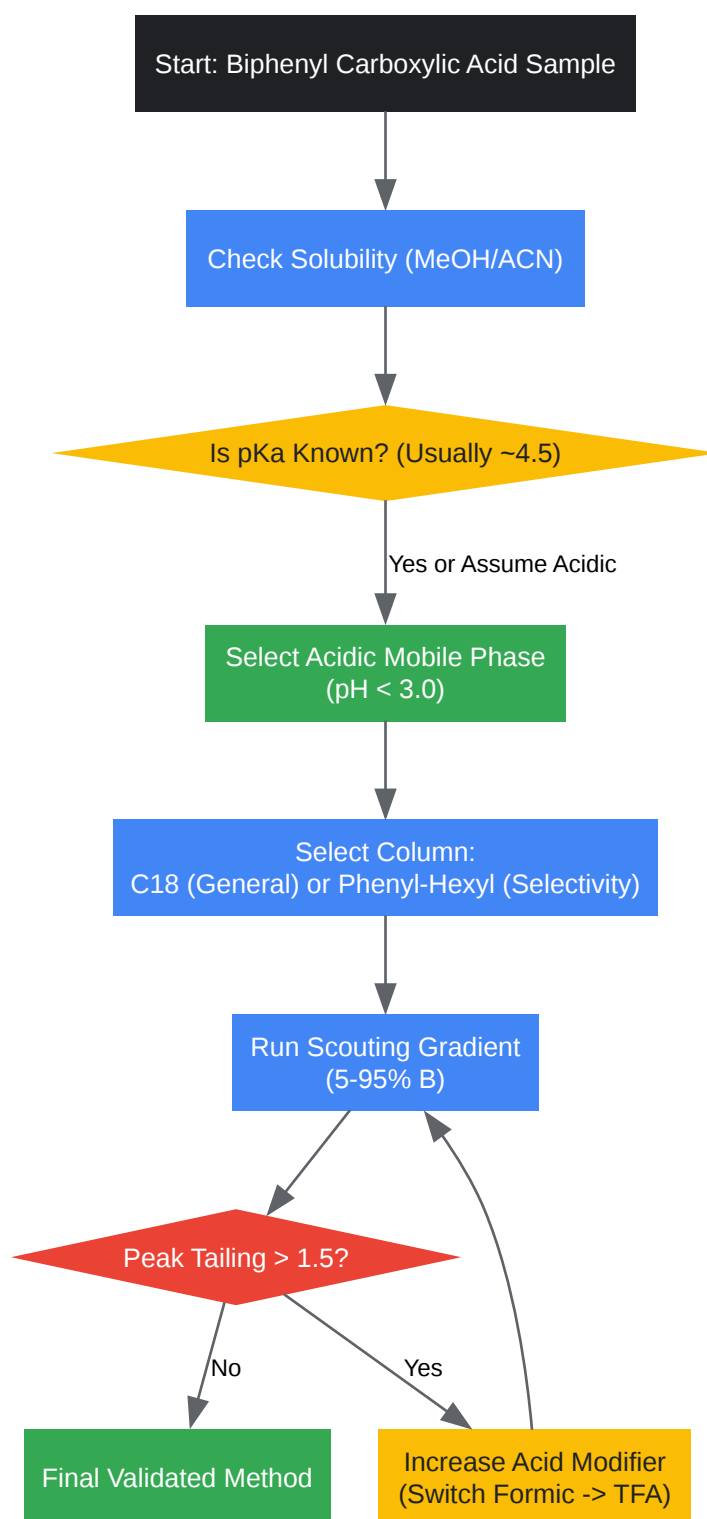 Start: Biphenyl Carboxylic Acid Sample
Check Solubility (MeOH/ACN)
Is pKa Known? (Usually ~4.5)
Yes or Assume Acidic
Select Acidic Mobile Phase
(pH < 3.0)
Select Column:
C18 (General) or Phenyl-Hexyl (Selectivity)
Run Scouting Gradient
(5-95% B)
Peak Tailing > 1.5?
No
Yes
Final Validated Method
Increase Acid Modifier
(Switch Formic -> TFA)